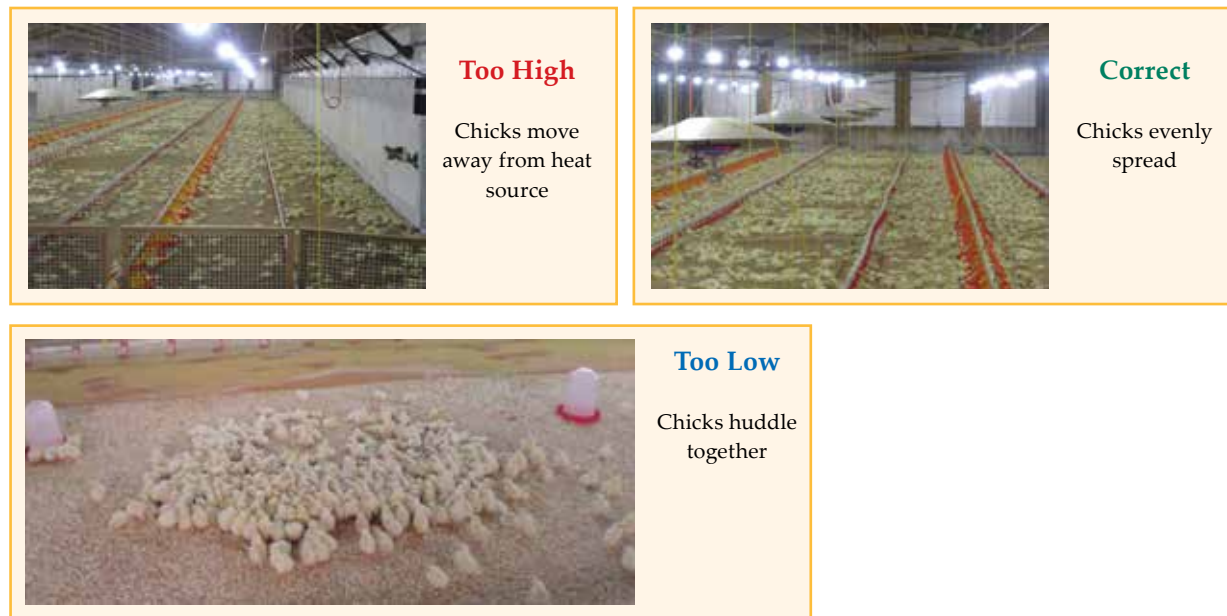 Too High
Chicks move
away from heat
source
Correct
Chicks evenly
spread
Too Low
Chicks huddle
together